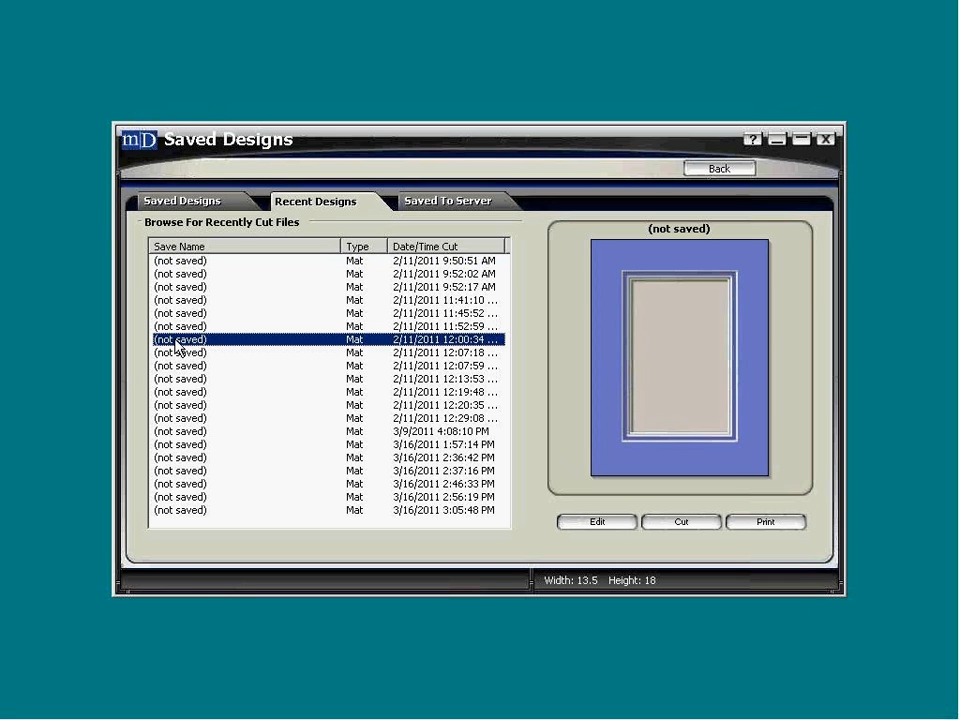 mD Saved Designs
?
X
Back
Saved Designs Recent Designs Saved To Server
Browse For Recently Cut Files
(not saved)
Save Name Type Date/Time Cut
(not saved) Mat 2/11/2011 9:50:51 AM
(not saved) Mat 2/11/2011 9:52:02 AM
(not saved) Mat 2/11/2011 9:52:17 AM
(not saved) Mat 2/11/2011 11:41:10 ...
(not saved) Mat 2/11/2011 11:45:52 ...
(not saved) Mat 2/11/2011 11:52:59 ...
(not saved) Mat 2/11/2011 12:00:34 ...
(not saved) Mat 2/11/2011 12:07:18 ...
(not saved) Mat 2/11/2011 12:07:59 ...
(not saved) Mat 2/11/2011 12:13:53 ...
(not saved) Mat 2/11/2011 12:19:48 ...
(not saved) Mat 2/11/2011 12:20:35 ...
(not saved) Mat 2/11/2011 12:29:08 ...
(not saved) Mat 3/9/2011 4:08:10 PM
(not saved) Mat 3/16/2011 1:57:14 PM
(not saved) Mat 3/16/2011 2:36:42 PM
(not saved) Mat 3/16/2011 2:37:16 PM
(not saved) Mat 3/16/2011 2:46:33 PM
(not saved) Mat 3/16/2011 2:56:19 PM
(not saved) Mat 3/16/2011 3:05:48 PM
Edit Cut Print
Width: 13.5 Height: 18